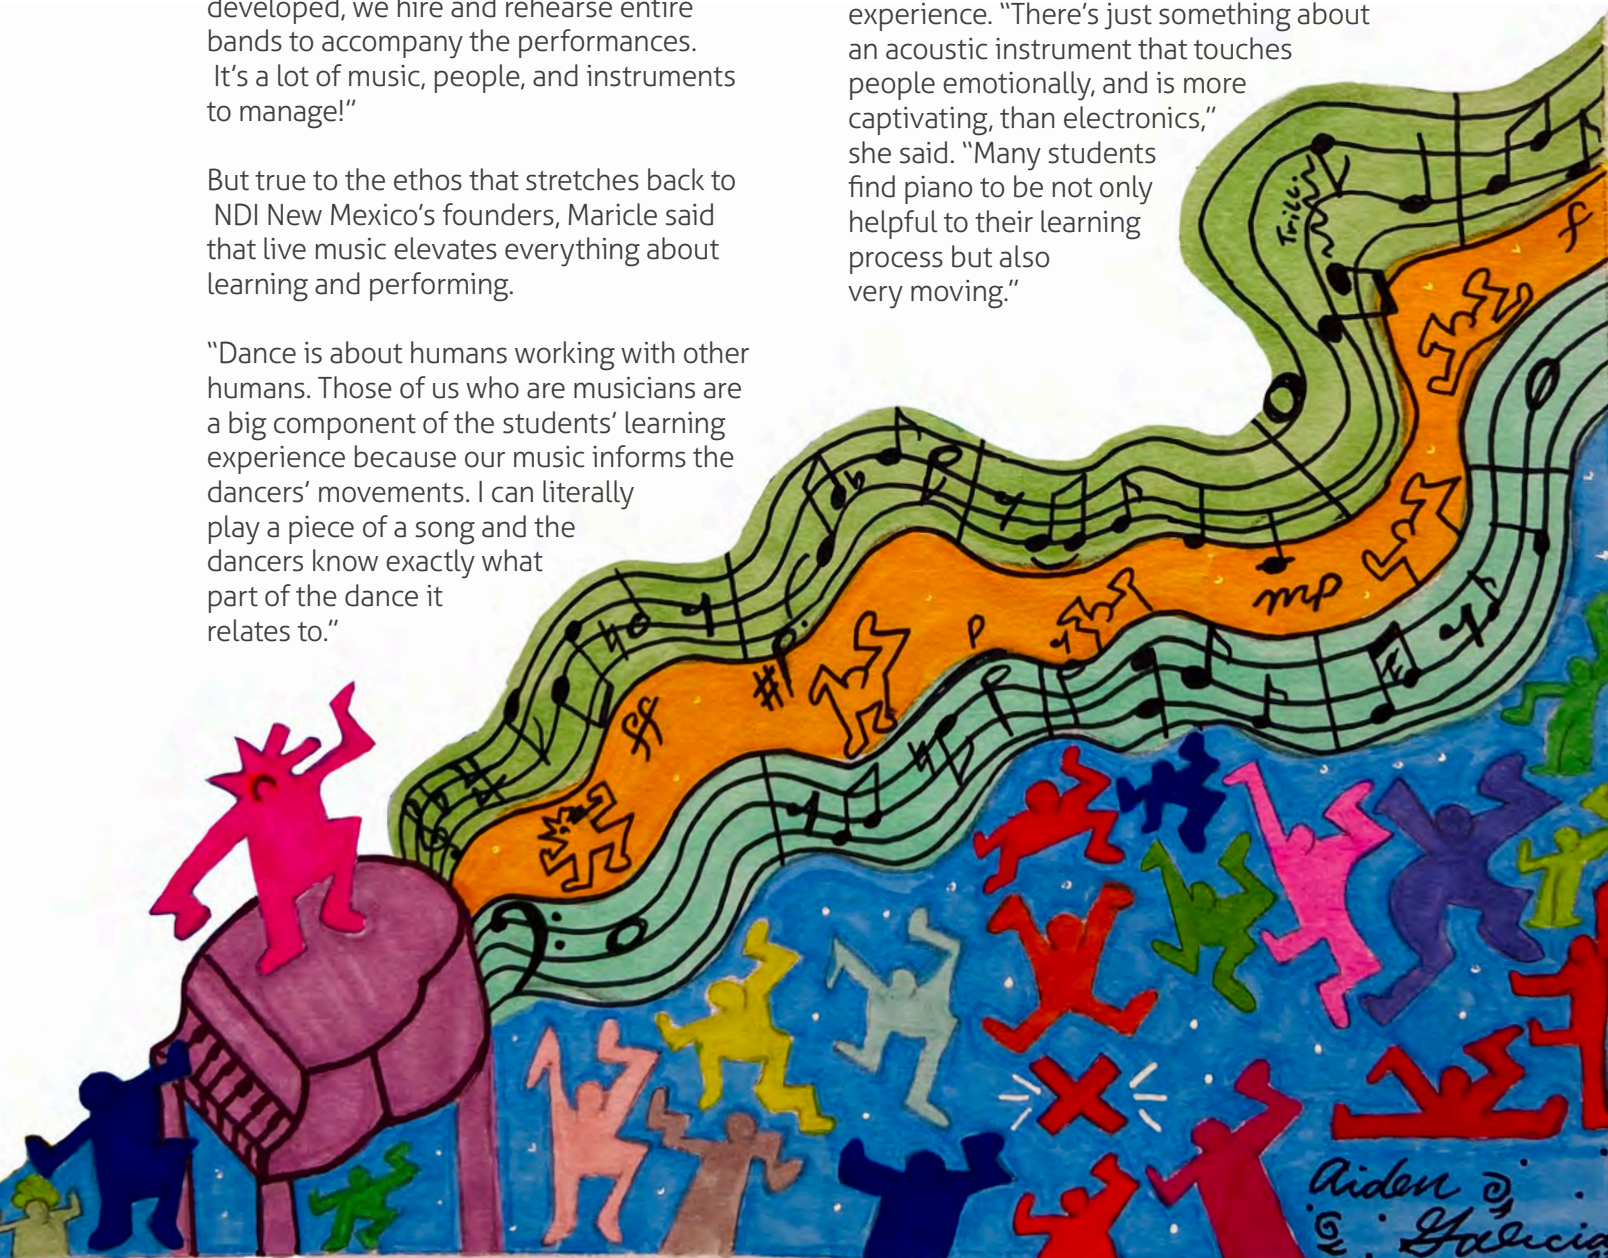 developed, we hire and rehearse entire
bands to accompany the performances.
It’s a lot of music, people, and instruments
to manage!”
But true to the ethos that stretches back to
NDI New Mexico’s founders, Maricle said
that live music elevates everything about
learning and performing.
“Dance is about humans working with other
humans. Those of us who are musicians are
a big component of the students’ learning
experience because our music informs the
dancers’ movements. I can literally
play a piece of a song and the
dancers know exactly what
part of the dance it
relates to.”
experience. “There’s just something about
an acoustic instrument that touches
people emotionally, and is more
captivating, than electronics,”
she said. “Many students
find piano to be not only
helpful to their learning
process but also
very moving.”
Trill:
f
mp
p
ff
Aiden
Galicia